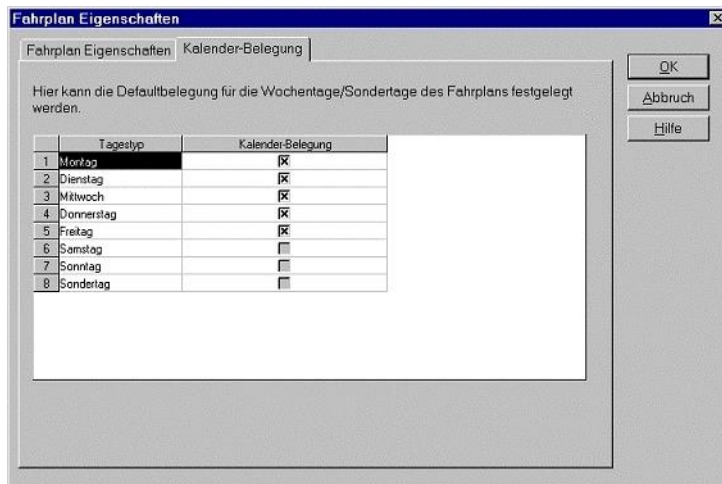 Fahrplan Eigenschaften
Fahrplan Eigenschaften Kalender-Belegung
OK
Abbruch
Hilfe
Hier kann die Defaultbelegung für die Wochentage/Sondertage des Fahrplans festgelegt
werden.
Tagestyp Kalender-Belegung
1 Montag
2 Dienstag
3 Mittwoch
4 Donnerstag
5 Freitag
6 Samstag
7 Sonntag
8 Sondertag